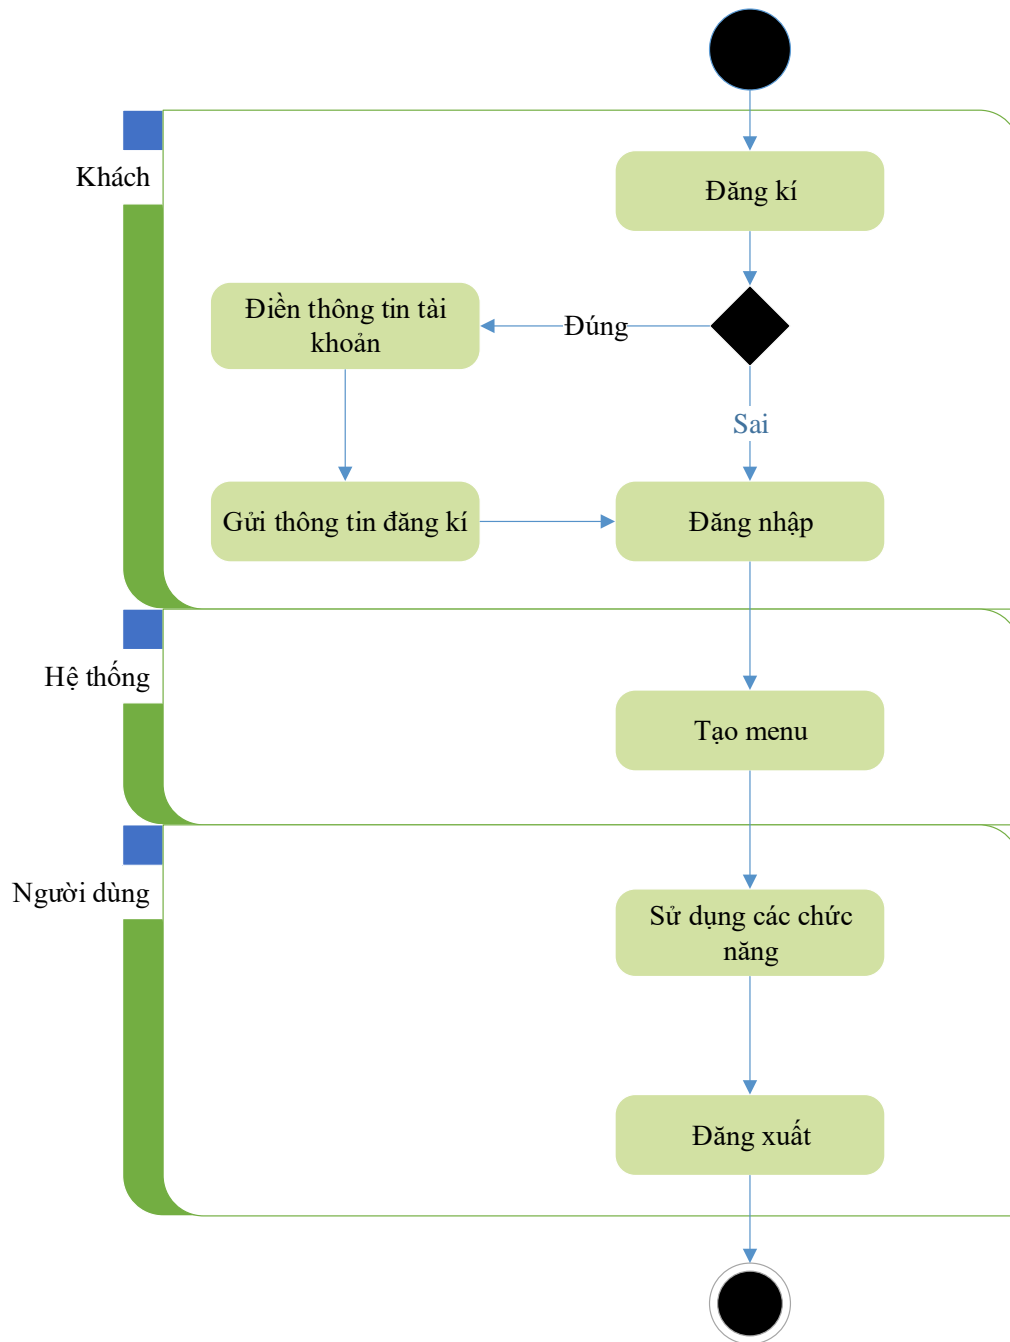 Khách
Đăng kí
Điền thông tin tài
khoản
Đúng
Sai
Gửi thông tin đăng kí
Đăng nhập
Hệ thống
Tạo menu
Người dùng
Sử dụng các chức
năng
Đăng xuất